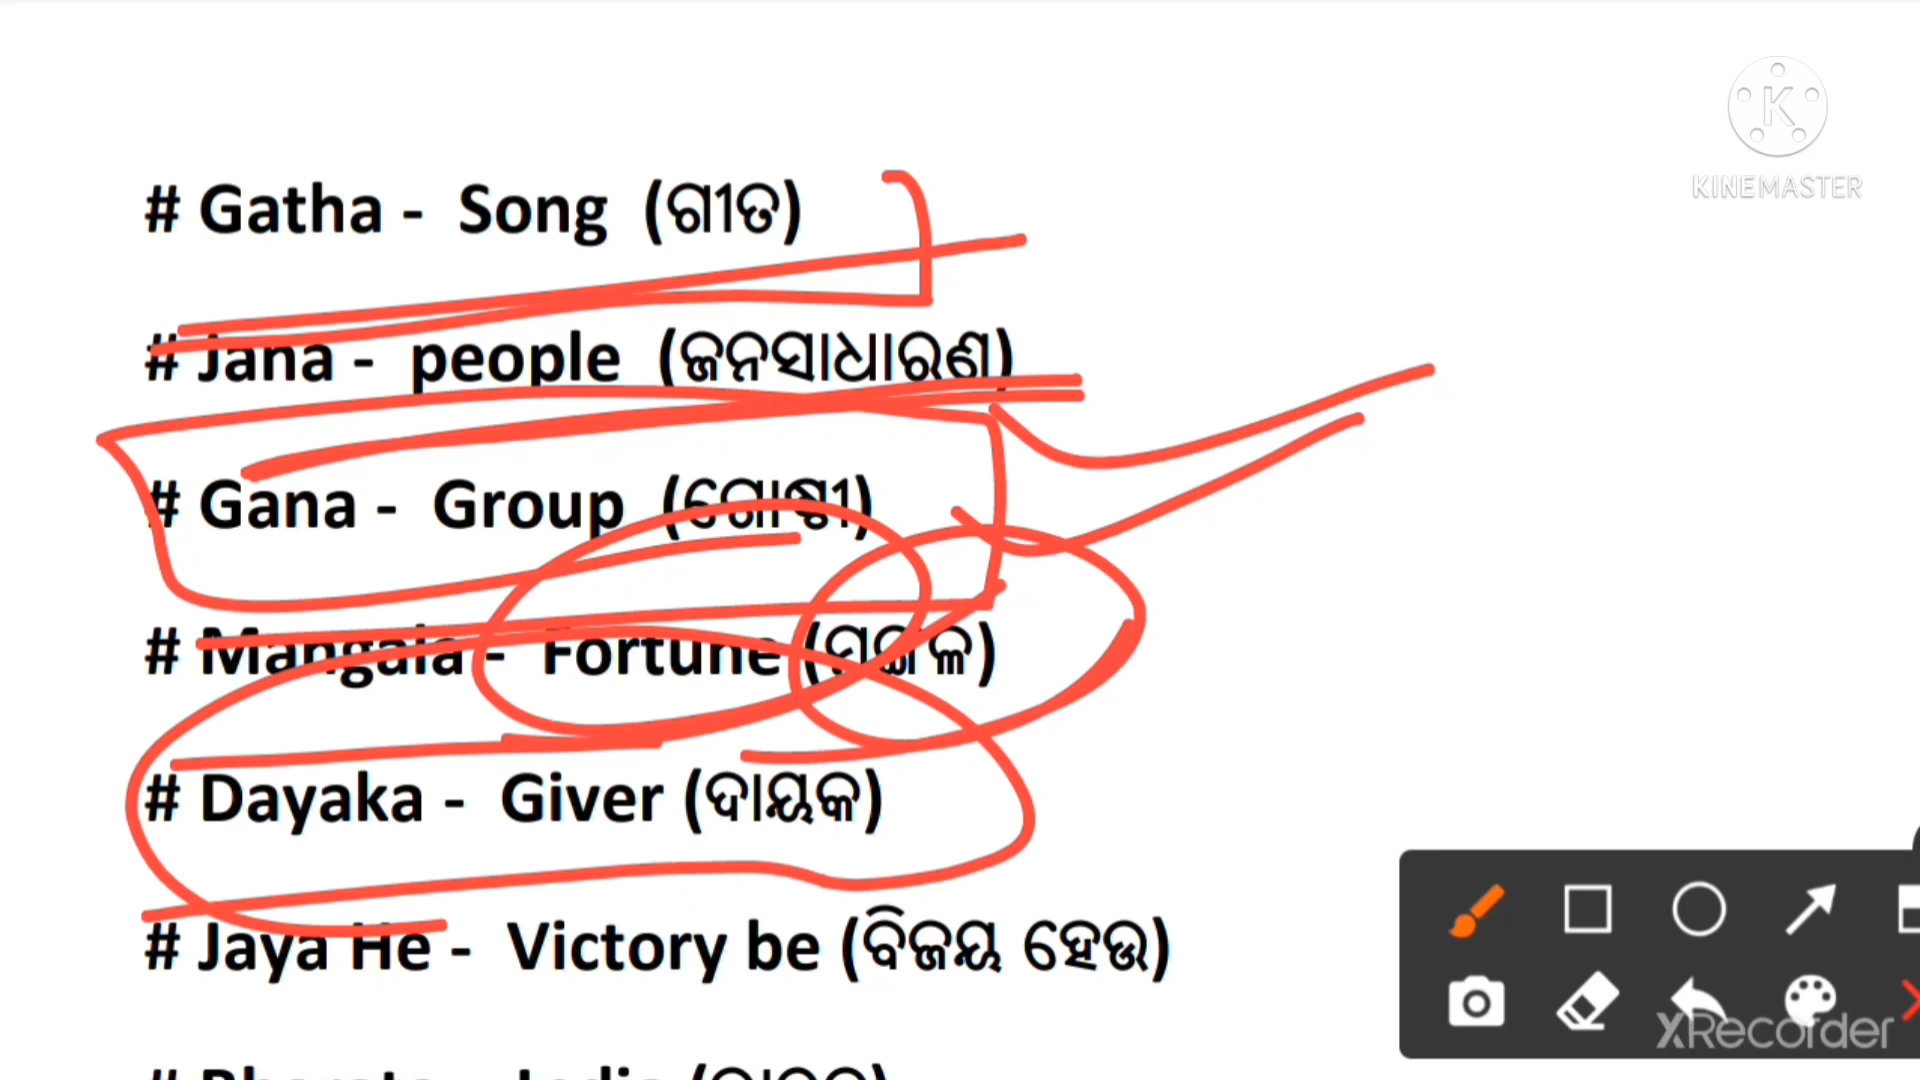 KINEMASTER
# Gatha - Song (ଗୀତ)
# Jana - people (ଜନସାଧାରଣ)
# Gana - Group (ଗୋଷ୍ଠୀ)
# Mangala - Fortune (ମଙ୍ଗଳ)
# Dayaka - Giver (ଦାୟକ)
# Jaya He - Victory be (ବିଜୟ ହେଉ)
XRecorder